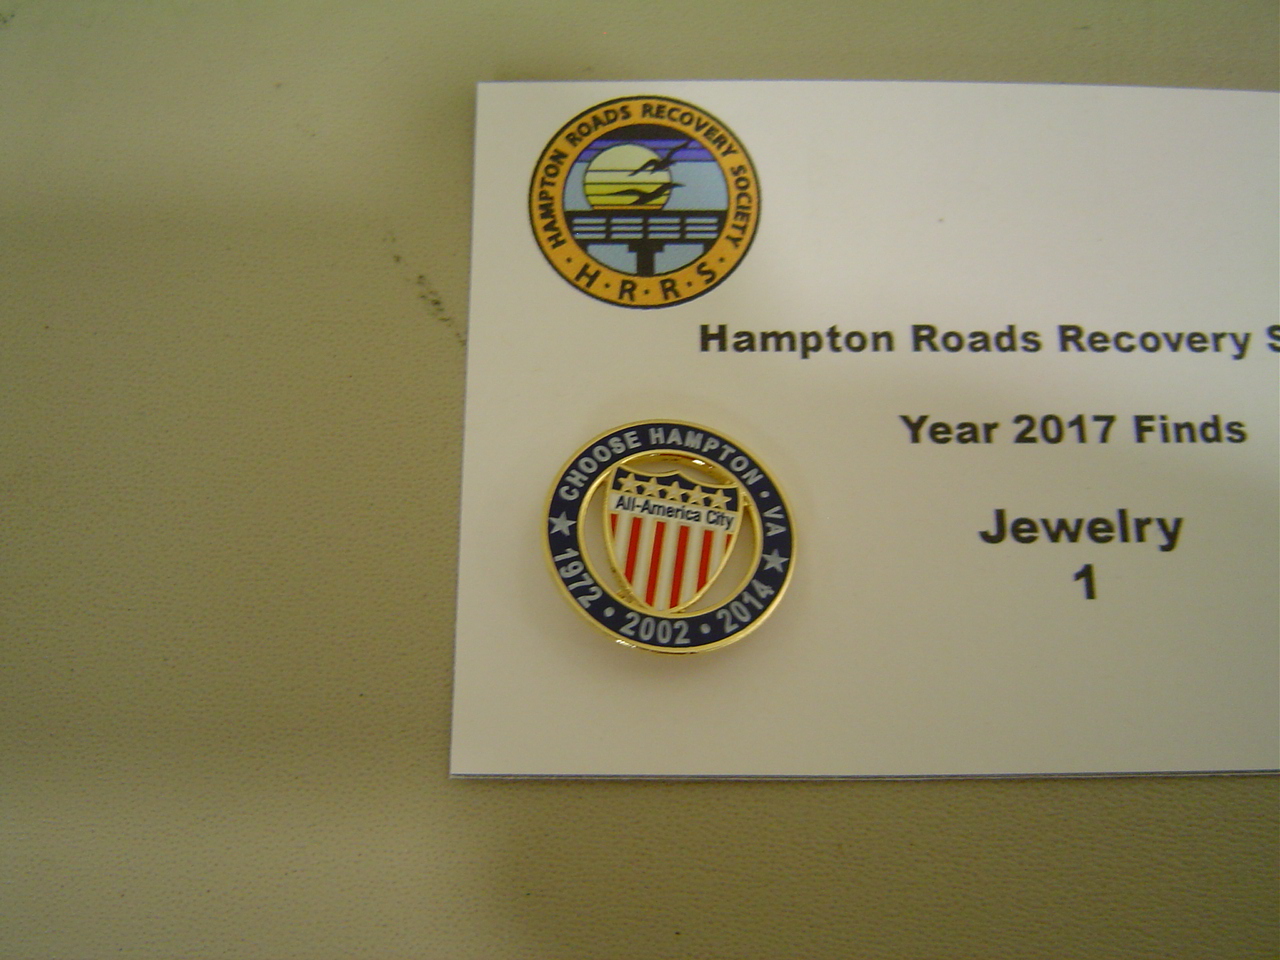 HAMPTON ROADS RECOVERY SOCIETY
· H · R · R · S ·
Hampton Roads Recovery S
Year 2017 Finds
Jewelry
1
CHOOSE HAMPTON · VA
All-America City
1972 · 2002 · 2014